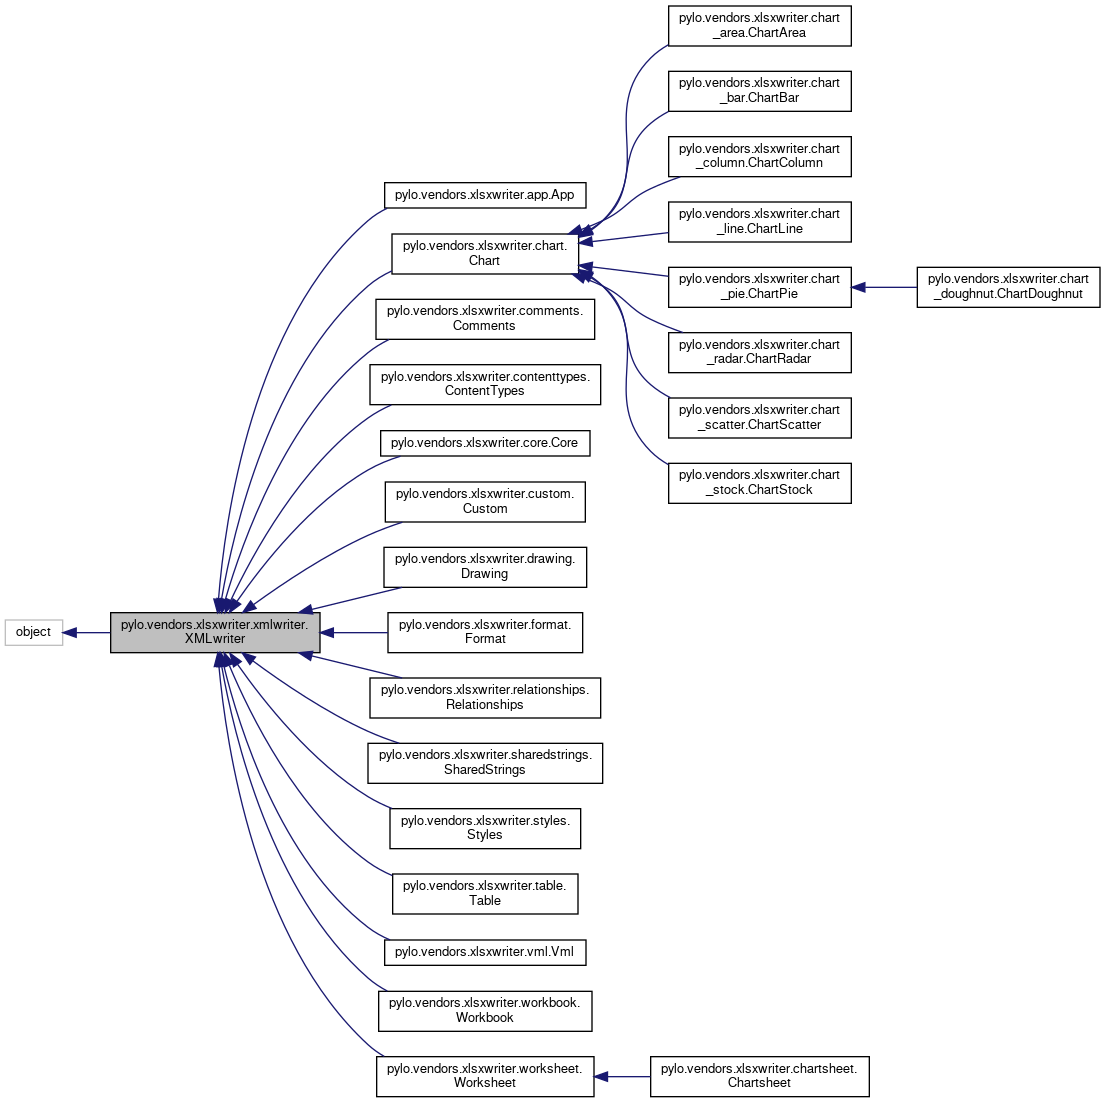 object
pylo.vendors.xlsxwriter.xmlwriter.
XMLwriter
pylo.vendors.xlsxwriter.app.App
pylo.vendors.xlsxwriter.chart.
Chart
pylo.vendors.xlsxwriter.comments.
Comments
pylo.vendors.xlsxwriter.contenttypes.
ContentTypes
pylo.vendors.xlsxwriter.core.Core
pylo.vendors.xlsxwriter.custom.
Custom
pylo.vendors.xlsxwriter.drawing.
Drawing
pylo.vendors.xlsxwriter.format.
Format
pylo.vendors.xlsxwriter.relationships.
Relationships
pylo.vendors.xlsxwriter.sharedstrings.
SharedStrings
pylo.vendors.xlsxwriter.styles.
Styles
pylo.vendors.xlsxwriter.table.
Table
pylo.vendors.xlsxwriter.vml.Vml
pylo.vendors.xlsxwriter.workbook.
Workbook
pylo.vendors.xlsxwriter.worksheet.
Worksheet
pylo.vendors.xlsxwriter.chart
_area.ChartArea
pylo.vendors.xlsxwriter.chart
_bar.ChartBar
pylo.vendors.xlsxwriter.chart
_column.ChartColumn
pylo.vendors.xlsxwriter.chart
_line.ChartLine
pylo.vendors.xlsxwriter.chart
_pie.ChartPie
pylo.vendors.xlsxwriter.chart
_radar.ChartRadar
pylo.vendors.xlsxwriter.chart
_scatter.ChartScatter
pylo.vendors.xlsxwriter.chart
_stock.ChartStock
pylo.vendors.xlsxwriter.chartsheet.
Chartsheet
pylo.vendors.xlsxwriter.chart
_doughnut.ChartDoughnut